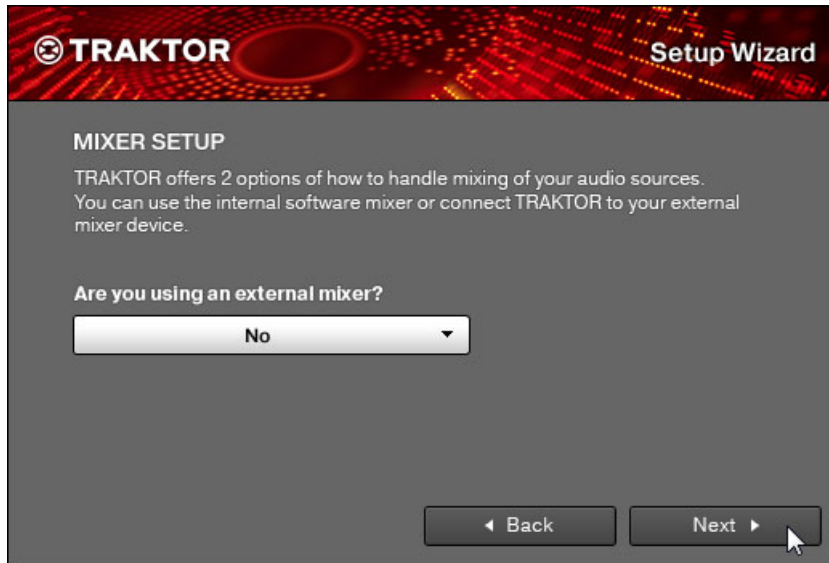 TRAKTOR
Setup Wizard
MIXER SETUP
TRAKTOR offers 2 options of how to handle mixing of your audio sources.
You can use the internal software mixer or connect TRAKTOR to your external
mixer device.
Are you using an external mixer?
No
Back
Next